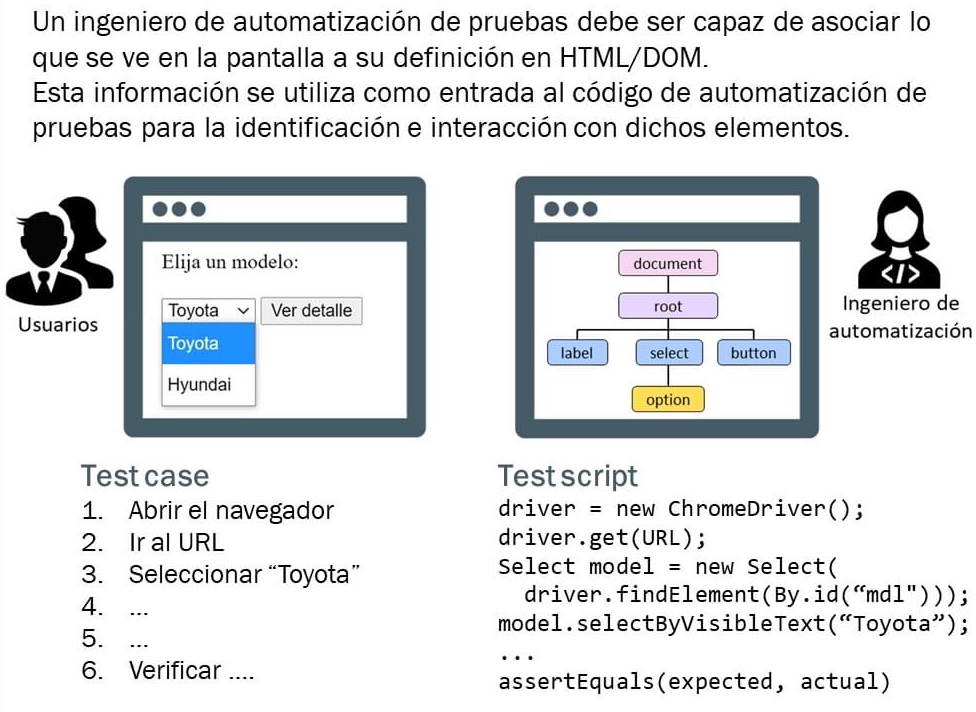 Un ingeniero de automatización de pruebas debe ser capaz de asociar lo
que se ve en la pantalla a su definición en HTML/DOM.
Esta información se utiliza como entrada al código de automatización de
pruebas para la identificación e interacción con dichos elementos.
Usuarios
Elija un modelo:
Toyota Ver detalle
Toyota
Hyundai
document
root
label select button
option
</>
Ingeniero de
automatización
Test case
1. Abrir el navegador
2. Ir al URL
3. Seleccionar “Toyota”
4. ...
5. ...
6. Verificar ....
Test script
driver = new ChromeDriver();
driver.get(URL);
Select model = new Select(
driver.findElement(By.id(“mdl")));
model.selectByVisibleText(“Toyota”);
...
assertEquals(expected, actual)